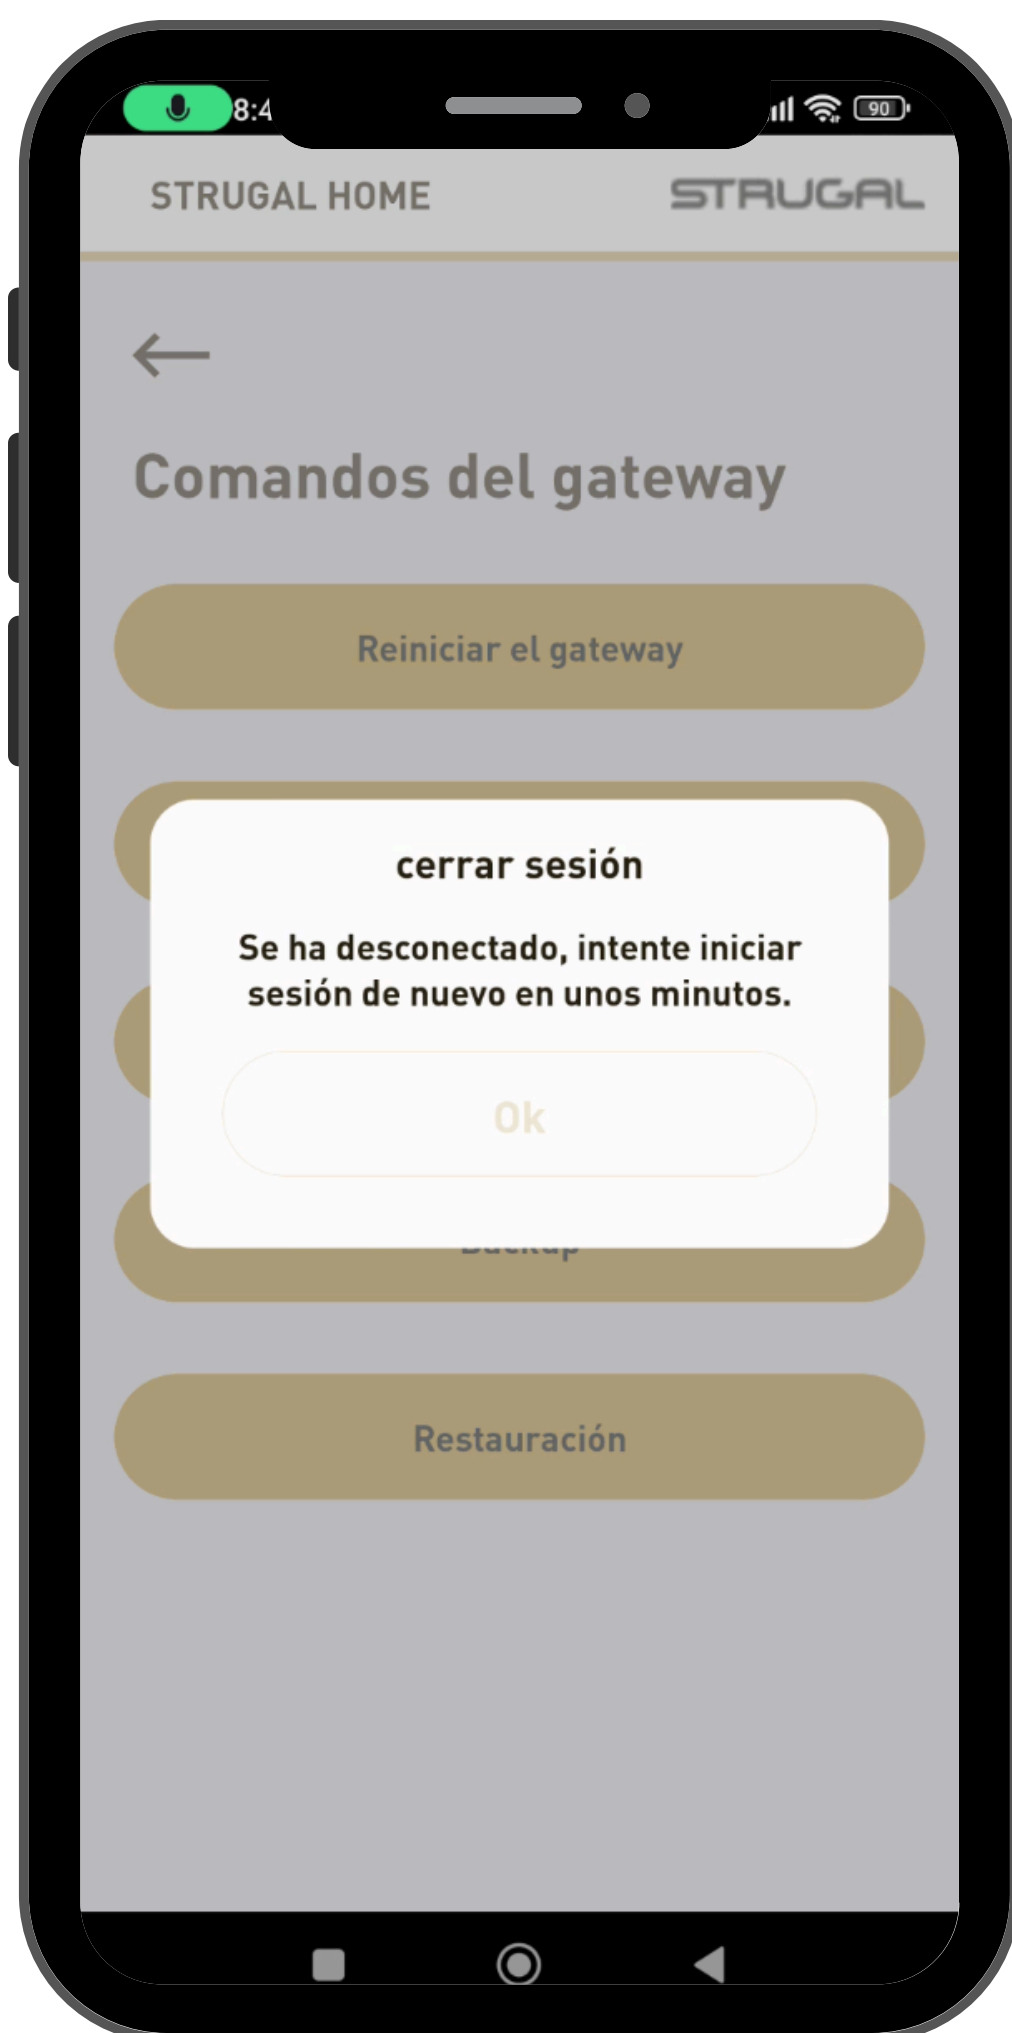 8:4
90
STRUGAL HOME
STRUGAL
Comandos del gateway
Reiniciar el gateway
cerrar sesión
Se ha desconectado, intente iniciar
sesión de nuevo en unos minutos.
Ok
Backup
Restauración